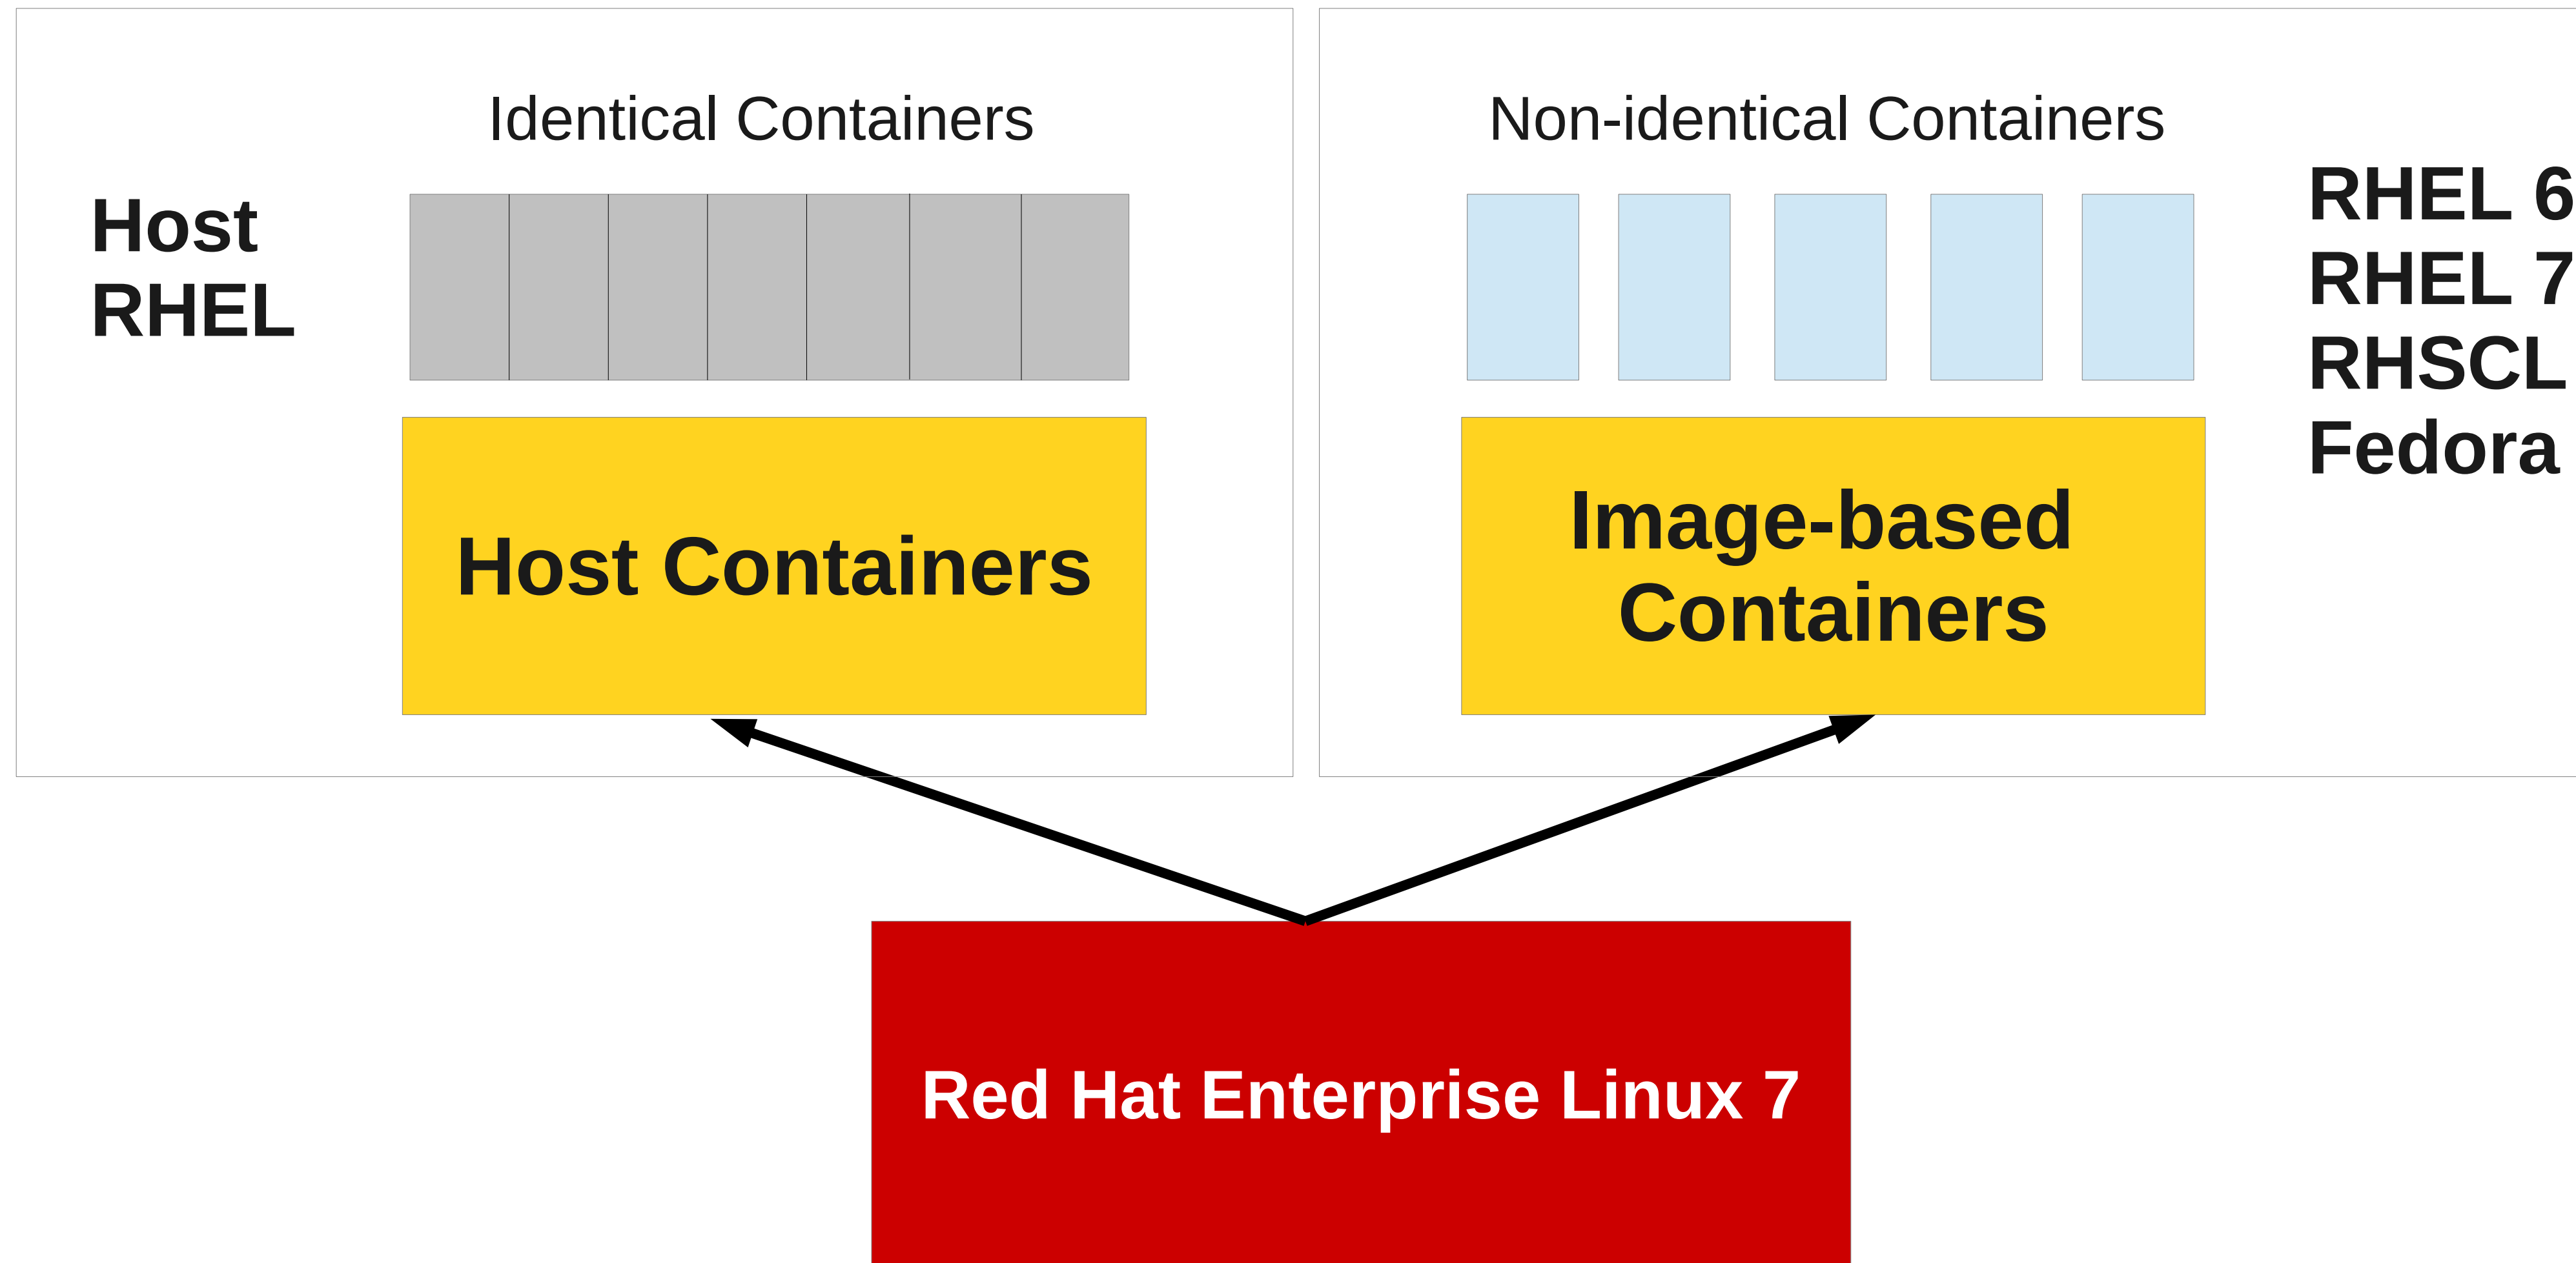 Identical Containers
Host
RHEL
Host Containers
Non-identical Containers
RHEL 6
RHEL 7
RHSCL
Fedora
Image-based
Containers
Red Hat Enterprise Linux 7